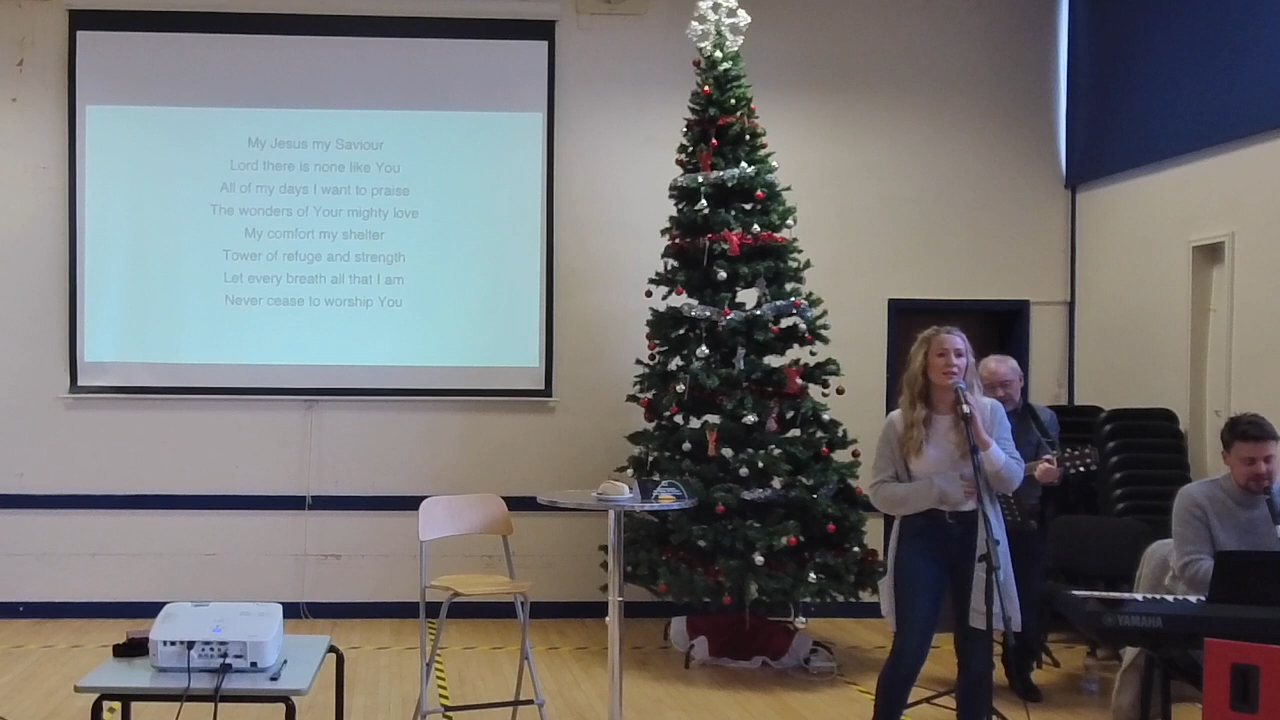 My Jesus my Saviour
Lord there is none like You
All of my days I want to praise
The wonders of Your mighty love
My comfort my shelter
Tower of refuge and strength
Let every breath all that I am
Never cease to worship You
YAMAHA